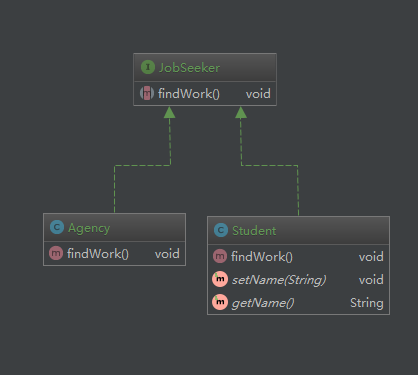 JobSeeker
findWork() void
Agency
findWork() void
Student
findWork() void
setName(String) void
getName() String